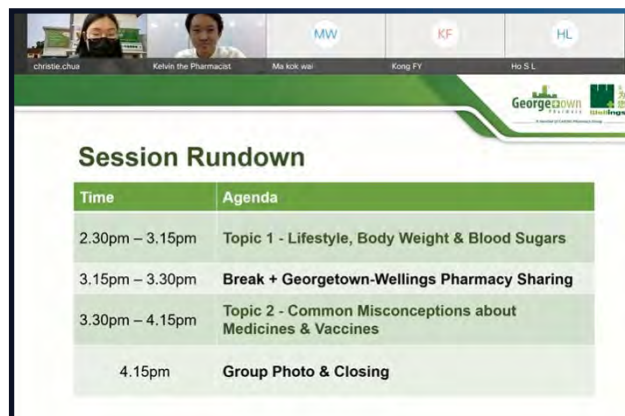 MW
KF
HL
christie.chua
Kelvin the Pharmacist
Ma kok wai
Kong FY
Ho S L
Georgetown
PHARMACY
Wellings
Session Rundown
Time Agenda
2.30pm – 3.15pm Topic 1 - Lifestyle, Body Weight & Blood Sugars
3.15pm – 3.30pm Break + Georgetown-Wellings Pharmacy Sharing
3.30pm – 4.15pm Topic 2 - Common Misconceptions about
Medicines & Vaccines
4.15pm Group Photo & Closing